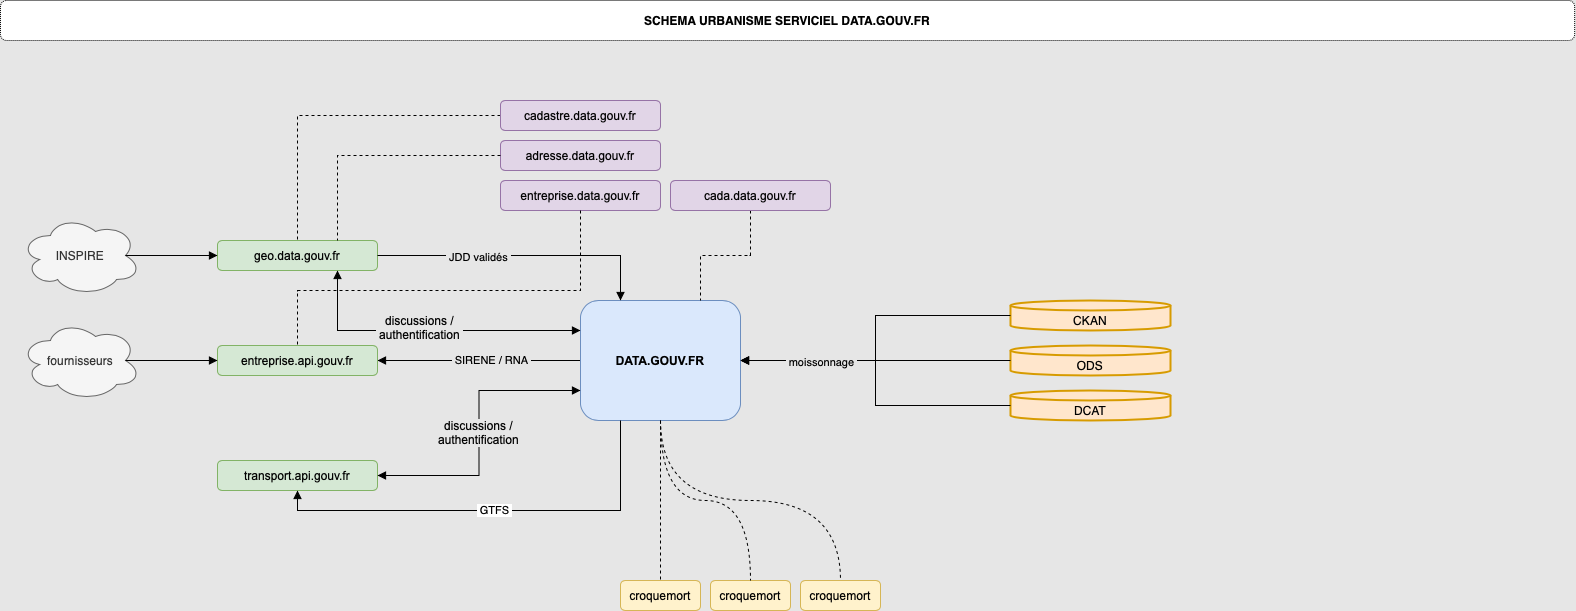 SCHEMA URBANISME SERVICIEL DATA.GOUV.FR
cadastre.data.gouv.fr
adresse.data.gouv.fr
entreprise.data.gouv.fr
cada.data.gouv.fr
INSPIRE
geo.data.gouv.fr
JDD validés
discussions /
authentification
CKAN
fournisseurs
entreprise.api.gouv.fr
SIRENE / RNA
DATA.GOUV.FR
moissonnage
ODS
DCAT
discussions /
authentification
transport.api.gouv.fr
GTFS
croquemort
croquemort
croquemort